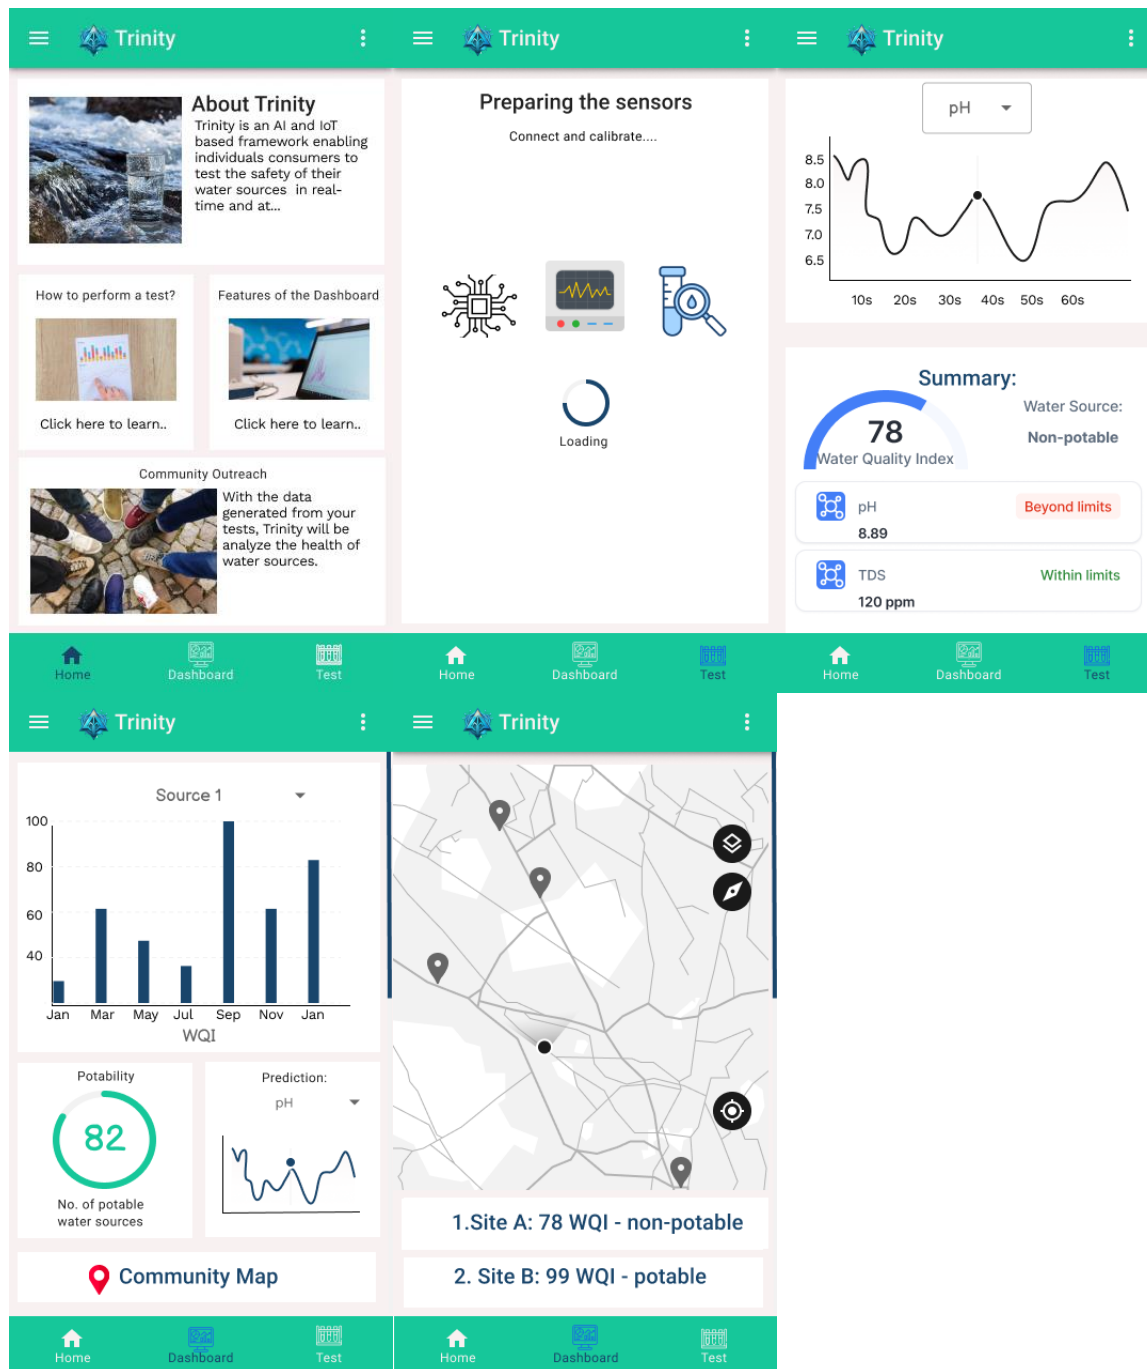 Trinity
About Trinity
Trinity is an AI and IoT
based framework enabling
individuals consumers to
test the safety of their
water sources in real-
time and at...
How to perform a test?
Click here to learn..
Features of the Dashboard
Click here to learn..
Community Outreach
With the data
generated from your
tests, Trinity will be
analyze the health of
water sources.
Home
Dashboard
Test
Trinity
Preparing the sensors
Connect and calibrate....
Loading
Home
Dashboard
Test
Trinity
pH
8.5
8.0
7.5
7.0
6.5
10s 20s 30s 40s 50s 60s
Summary:
78
Water Quality Index
Water Source:
Non-potable
pH
8.89
Beyond limits
TDS
120 ppm
Within limits
Home
Dashboard
Test
Trinity
Source 1
100
80
60
40
Jan Mar May Jul Sep Nov Jan
WQI
Potability
82
No. of potable
water sources
Prediction:
pH
Community Map
Home
Dashboard
Test
Trinity
1.Site A: 78 WQI - non-potable
2. Site B: 99 WQI - potable
Home
Dashboard
Test